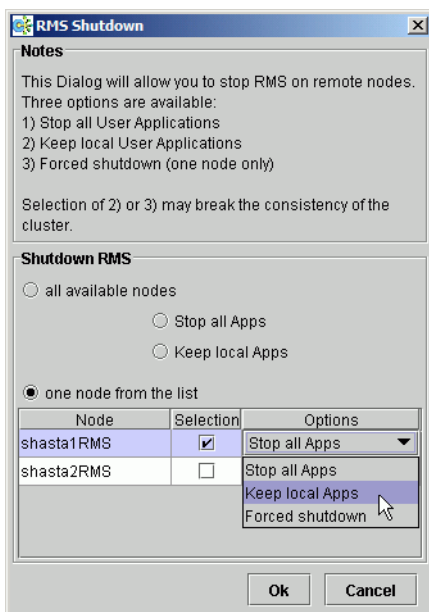 RMS Shutdown
Notes
This Dialog will allow you to stop RMS on remote nodes.
Three options are available:
1) Stop all User Applications
2) Keep local User Applications
3) Forced shutdown (one node only)
Selection of 2) or 3) may break the consistency of the
cluster.
Shutdown RMS
all available nodes
Stop all Apps
Keep local Apps
one node from the list
Node Selection Options
shasta1RMS Stop all Apps
shasta2RMS Stop all Apps
Keep local Apps
Forced shutdown
Ok Cancel